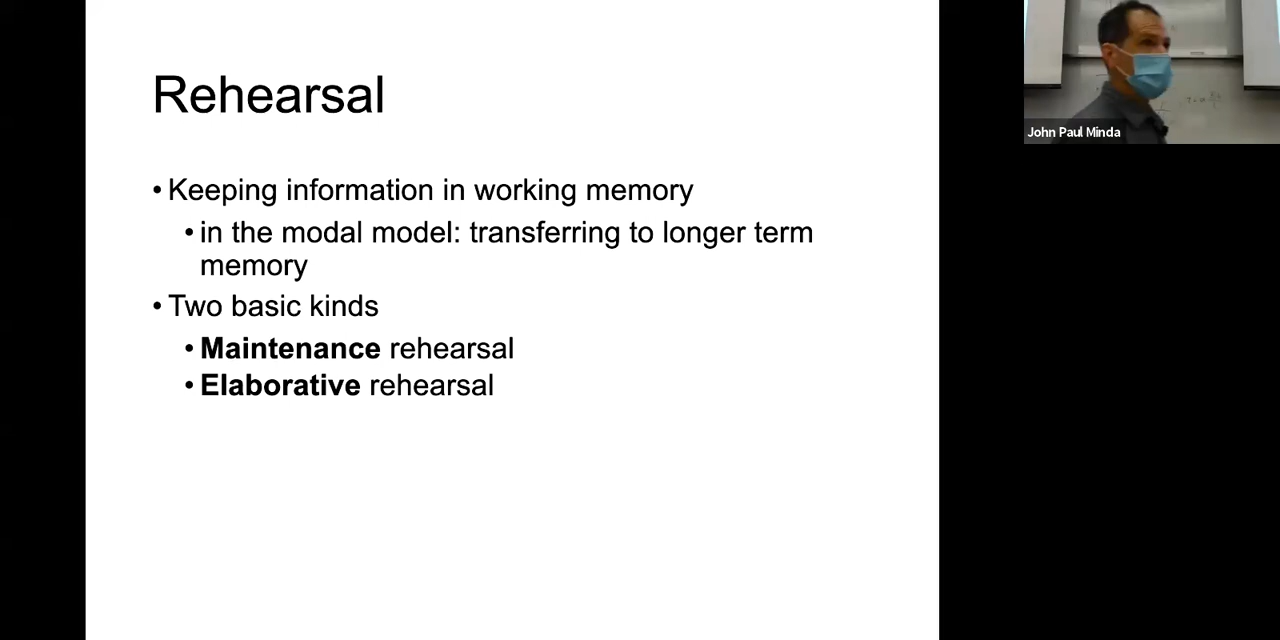 Rehearsal
• Keeping information in working memory
• in the modal model: transferring to longer term
memory
• Two basic kinds
• Maintenance rehearsal
• Elaborative rehearsal
John Paul Minda